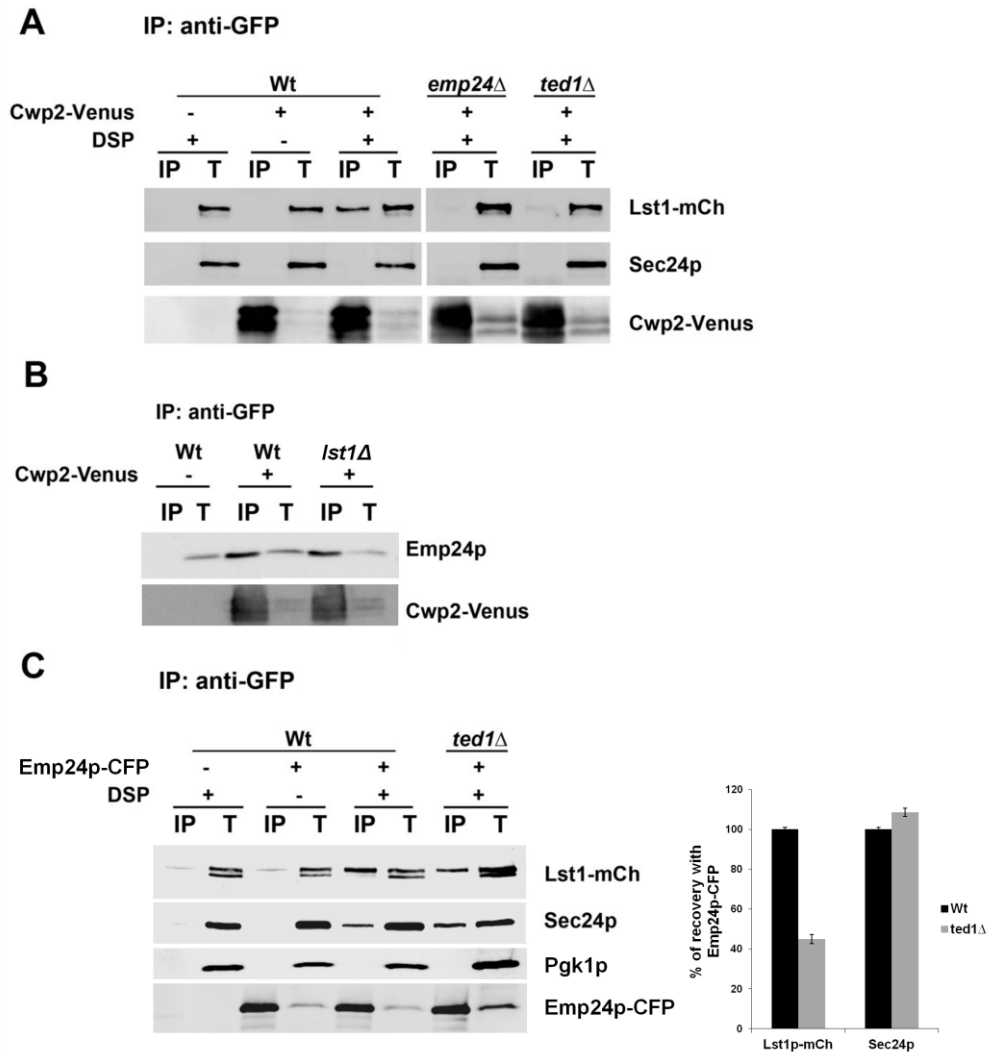 A
IP: anti-GFP
Wt emp24Δ ted1Δ
Cwp2-Venus - + + + +
DSP + - + + +
IP T IP T IP T IP T IP T
Lst1-mCh
Sec24p
Cwp2-Venus
B
IP: anti-GFP
Wt Wt lst1Δ
Cwp2-Venus - + +
IP T IP T IP T
Emp24p
Cwp2-Venus
C
IP: anti-GFP
Wt ted1Δ
Emp24p-CFP - + + +
DSP + - + +
IP T IP T IP T IP T
Lst1-mCh
Sec24p
Pgk1p
Emp24p-CFP
% of recovery with
Emp24p-CFP
120
100
80
60
40
20
0
Lst1p-mCh Sec24p
Wt
ted1Δ